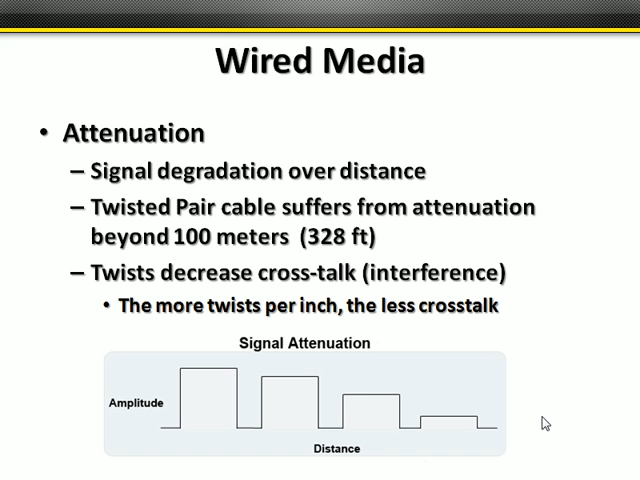 Wired Media
• Attenuation
– Signal degradation over distance
– Twisted Pair cable suffers from attenuation
beyond 100 meters (328 ft)
– Twists decrease cross-talk (interference)
• The more twists per inch, the less crosstalk
Signal Attenuation
Amplitude
Distance